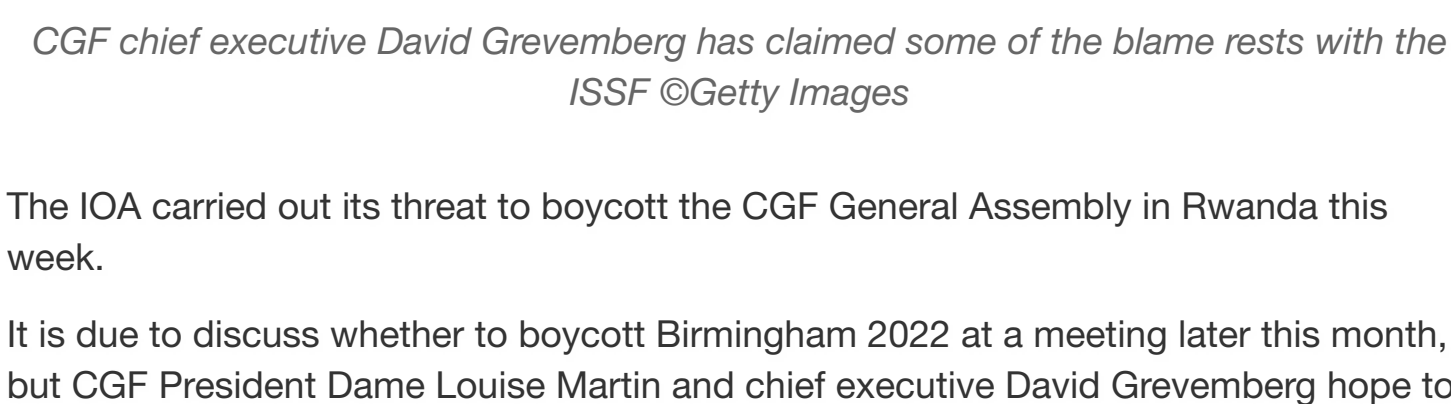 CGF chief executive David Grevemberg has claimed some of the blame rests with the
ISSF ©Getty Images
The IOA carried out its threat to boycott the CGF General Assembly in Rwanda this
week.
It is due to discuss whether to boycott Birmingham 2022 at a meeting later this month,
but CGF President Dame Louise Martin and chief executive David Grevemberg hope to